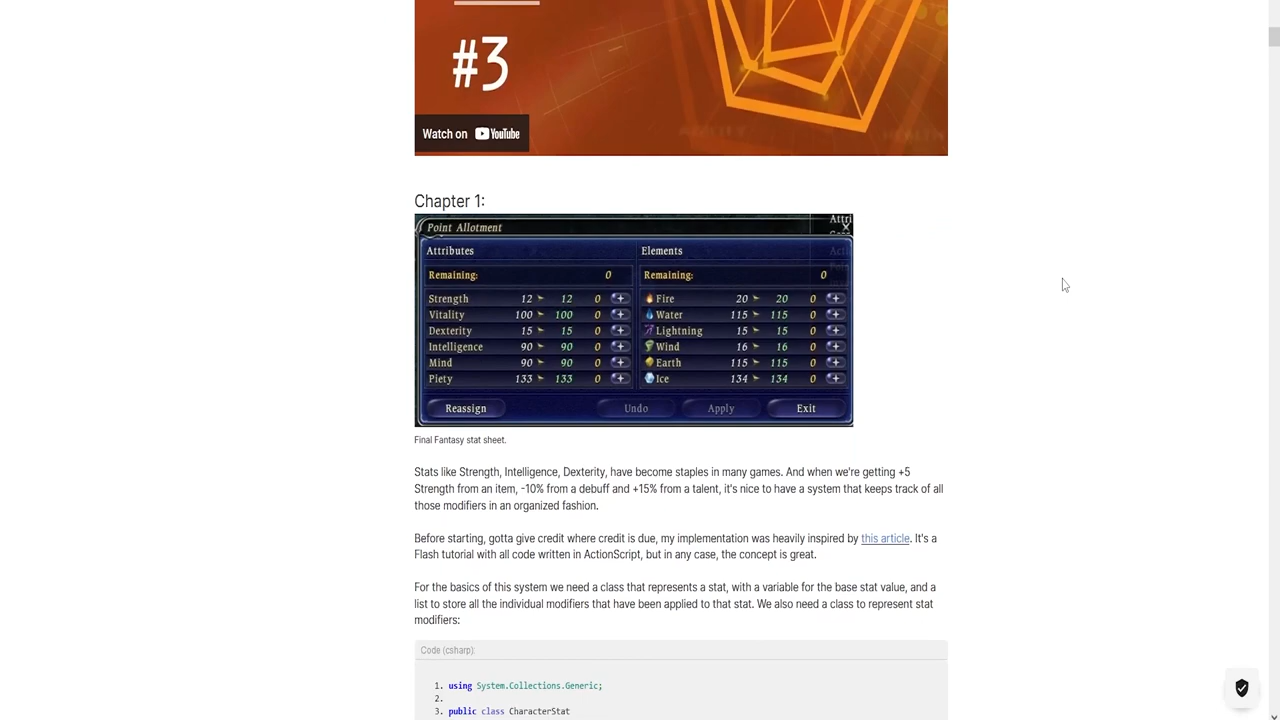 #3
Watch on YouTube
Chapter 1:
Point Allotment
Attri
Attributes
Elements
Remaining: 0
Remaining: 0
Strength 12 12 0
Fire 20 20 0
Vitality 100 100 0
Water 115 115 0
Dexterity 15 15 0
Lightning 15 15 0
Intelligence 90 90 0
Wind 16 16 0
Mind 90 90 0
Earth 115 115 0
Piety 133 133 0
Ice 134 134 0
Reassign Undo Apply Exit
Final Fantasy stat sheet.
Stats like Strength, Intelligence, Dexterity, have become staples in many games. And when we're getting +5
Strength from an item, -10% from a debuff and +15% from a talent, it's nice to have a system that keeps track of all
those modifiers in an organized fashion.
Before starting, gotta give credit where credit is due, my implementation was heavily inspired by this article. It's a
Flash tutorial with all code written in ActionScript, but in any case, the concept is great.
For the basics of this system we need a class that represents a stat, with a variable for the base stat value, and a
list to store all the individual modifiers that have been applied to that stat. We also need a class to represent stat
modifiers:
Code (csharp):
1. using System.Collections.Generic;
2.
3. public class CharacterStat